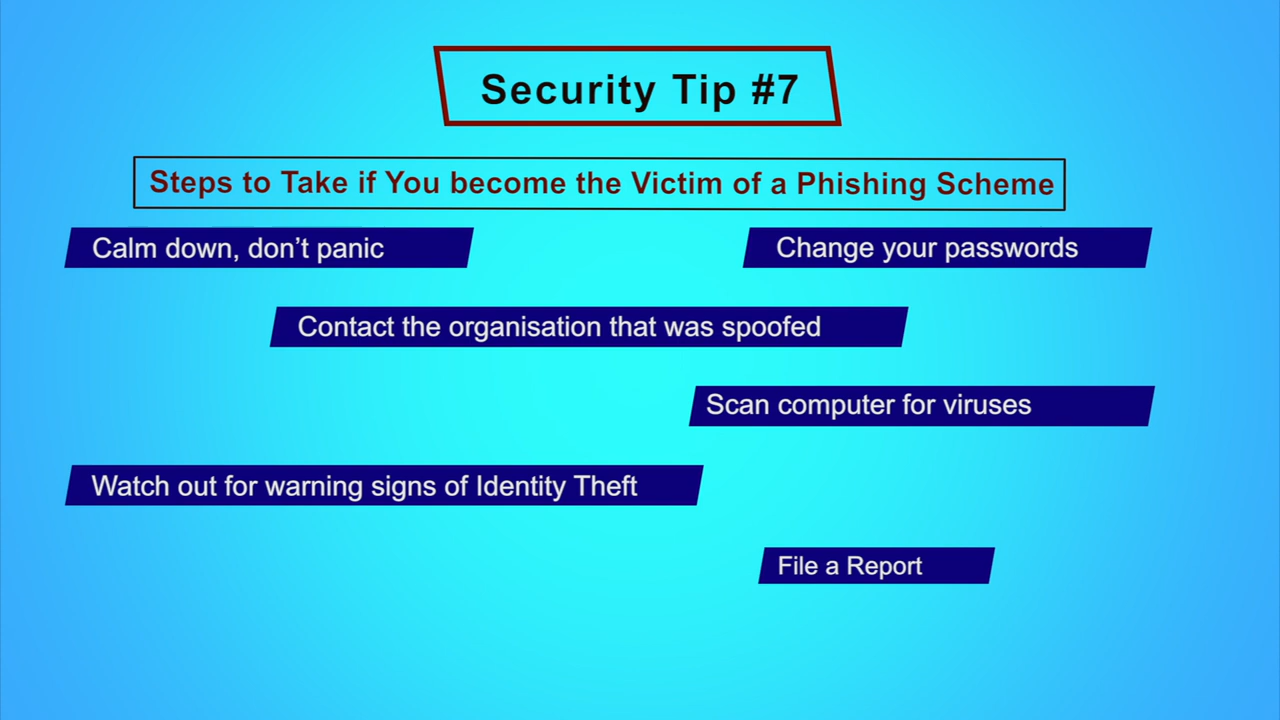 Security Tip #7
Steps to Take if You become the Victim of a Phishing Scheme
Calm down, don’t panic
Change your passwords
Contact the organisation that was spoofed
Scan computer for viruses
Watch out for warning signs of Identity Theft
File a Report